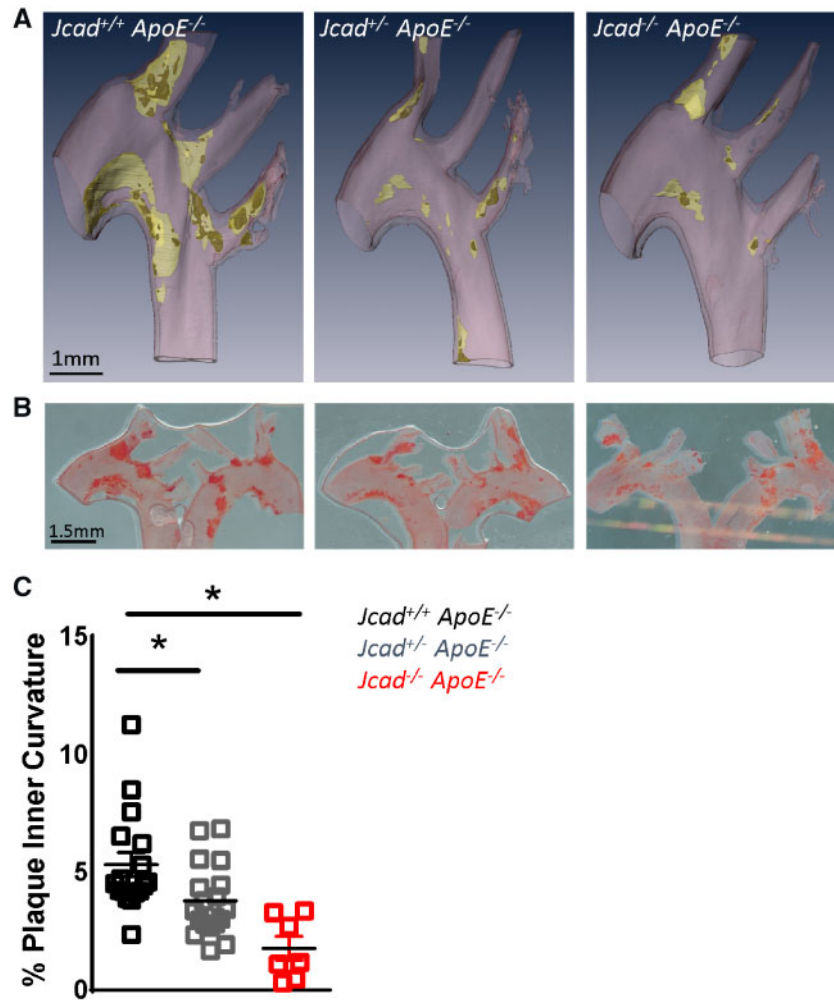 A
Jcad+/+ ApoE-/-
Jcad+/- ApoE-/-
Jcad-/- ApoE-/-
1mm
B
1.5mm
C
% Plaque Inner Curvature
15
10
5
0
*
*
Jcad+/+ ApoE-/-
Jcad+/- ApoE-/-
Jcad-/- ApoE-/-